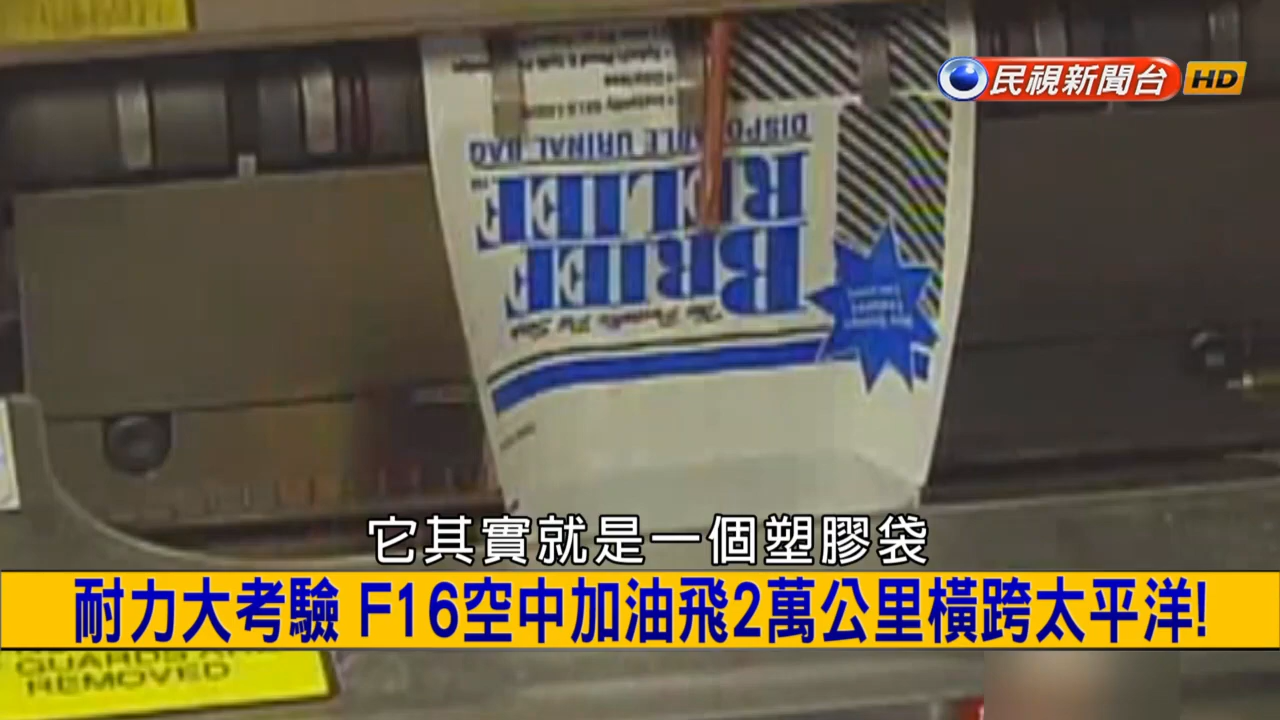 民視新聞台 HD
DISPOSABLE URINAL BAG
BRIEF
RELIEF
™
它其實就是一個塑膠袋
耐力大考驗 F16空中加油飛2萬公里橫跨太平洋!
GUARDS
REMOVED